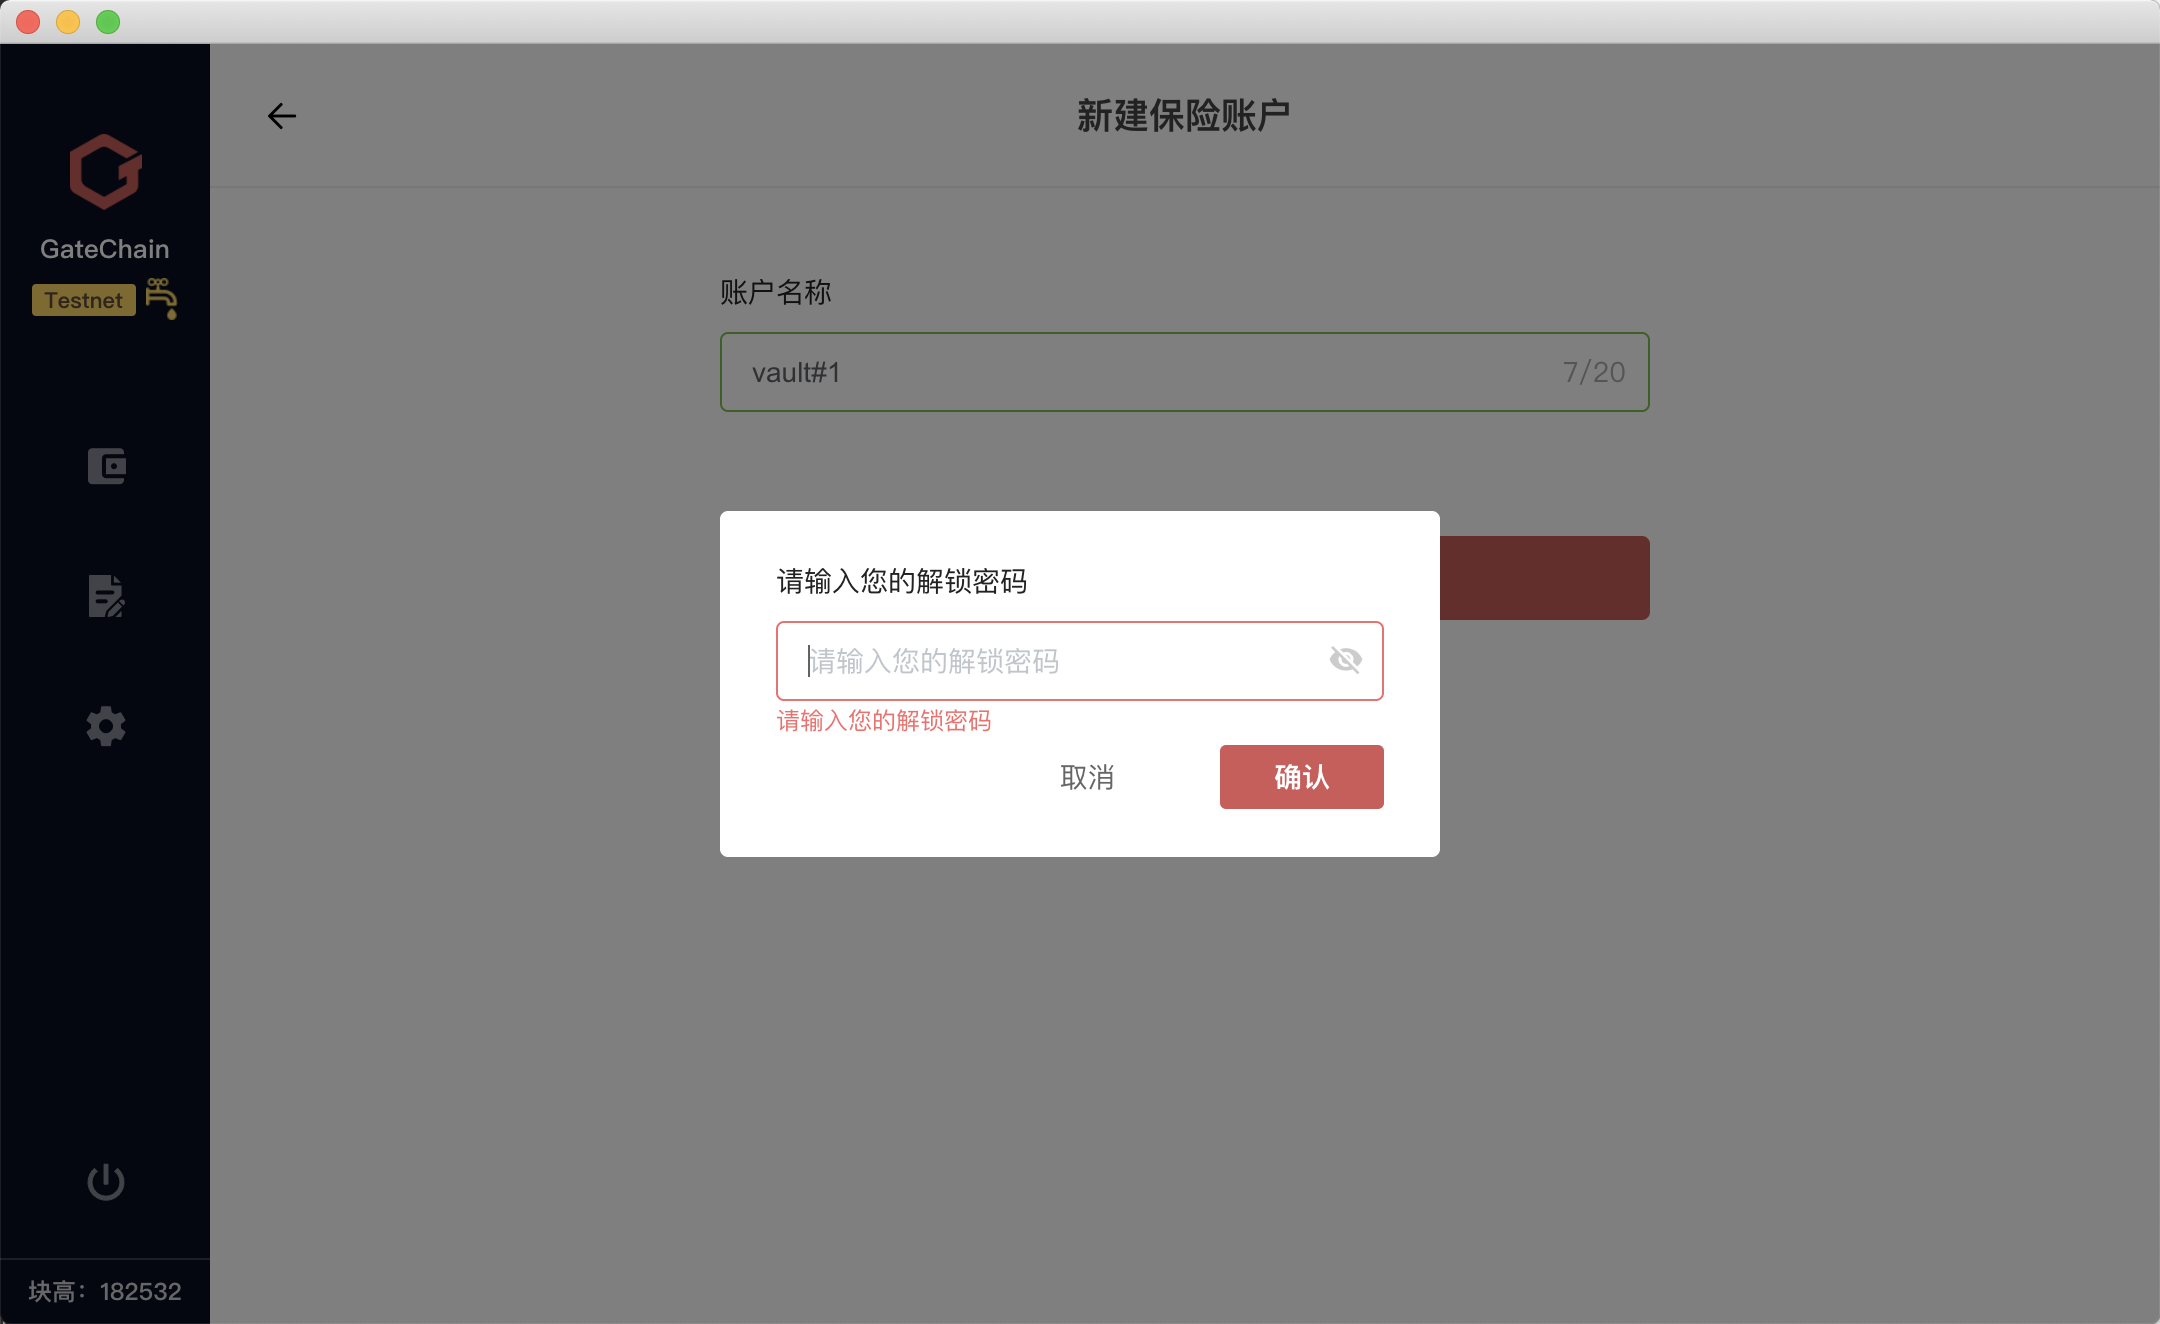 新建保险账户
GateChain
Testnet
账户名称
vault#1
7/20
请输入您的解锁密码
请输入您的解锁密码
请输入您的解锁密码
取消
确认
块高：182532